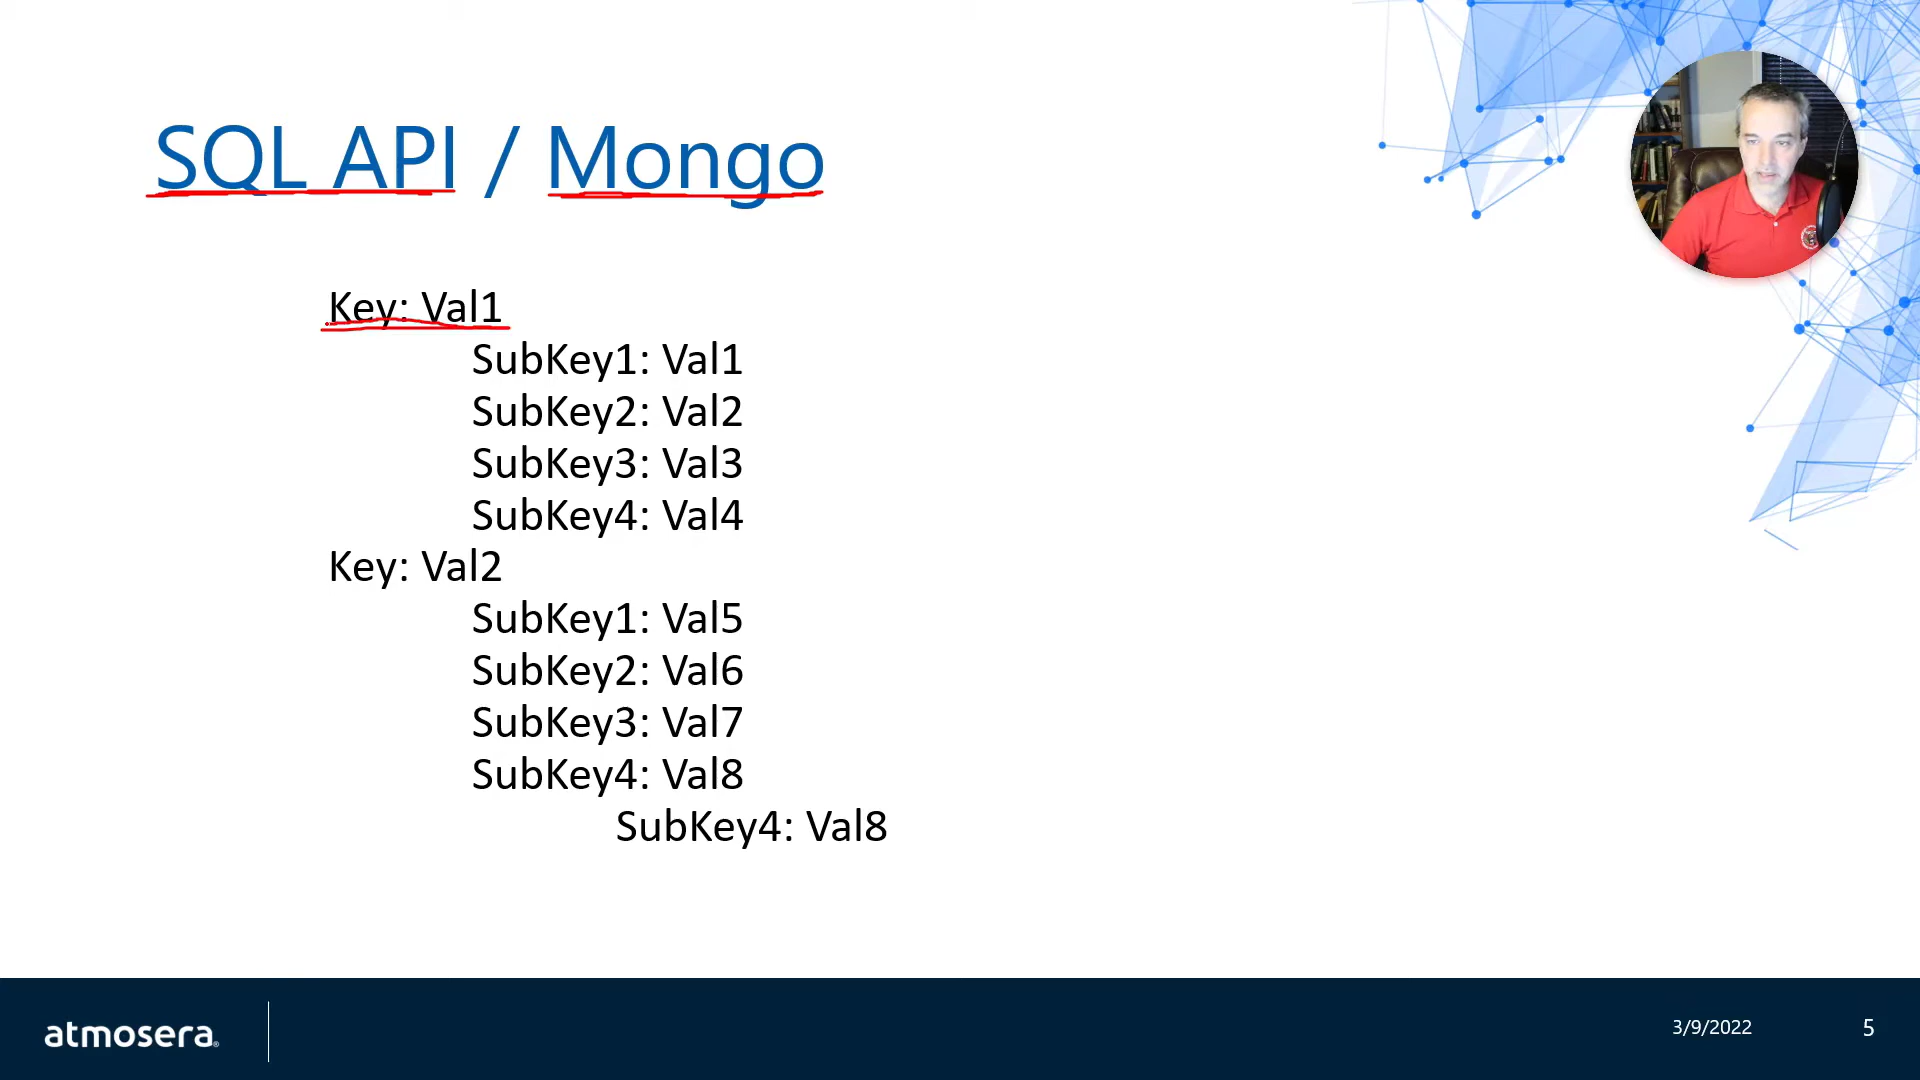 SQL API / Mongo
Key: Val1
SubKey1: Val1
SubKey2: Val2
SubKey3: Val3
SubKey4: Val4
Key: Val2
SubKey1: Val5
SubKey2: Val6
SubKey3: Val7
SubKey4: Val8
SubKey4: Val8
atmosera®
3/9/2022
5